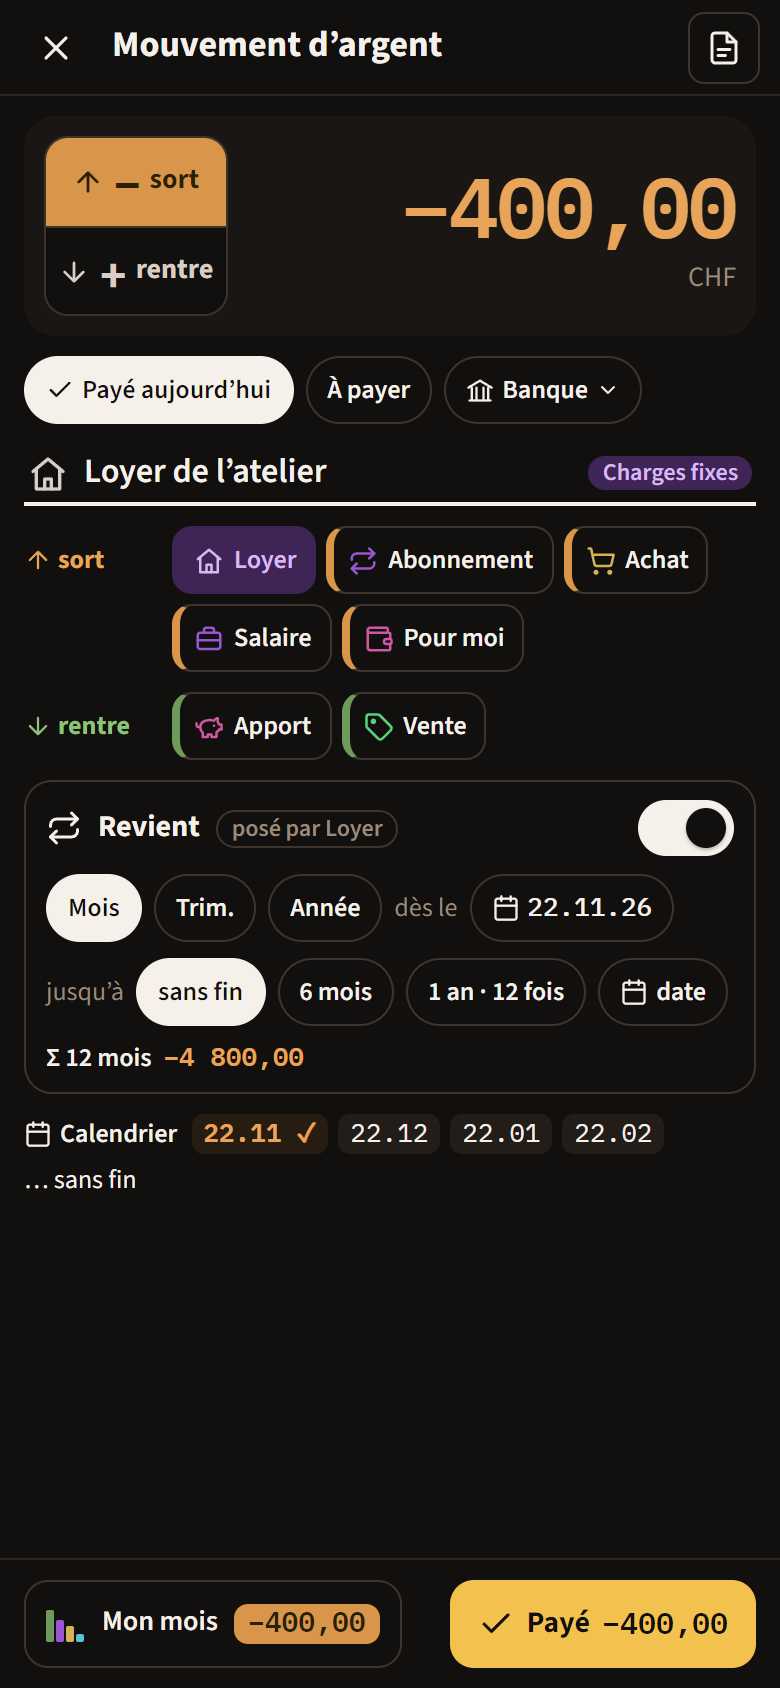 Mouvement d’argent
− sort
+ rentre
−400,00
CHF
Payé aujourd’hui
À payer
Banque
Loyer de l’atelier
Charges fixes
sort
Loyer
Abonnement
Achat
Salaire
Pour moi
rentre
Apport
Vente
Revient
posé par Loyer
Mois
Trim.
Année
dès le
22.11.26
jusqu’à
sans fin
6 mois
1 an · 12 fois
date
Σ 12 mois −4 800,00
Calendrier
22.11 ✓
22.12
22.01
22.02
… sans fin
Mon mois
−400,00
Payé −400,00